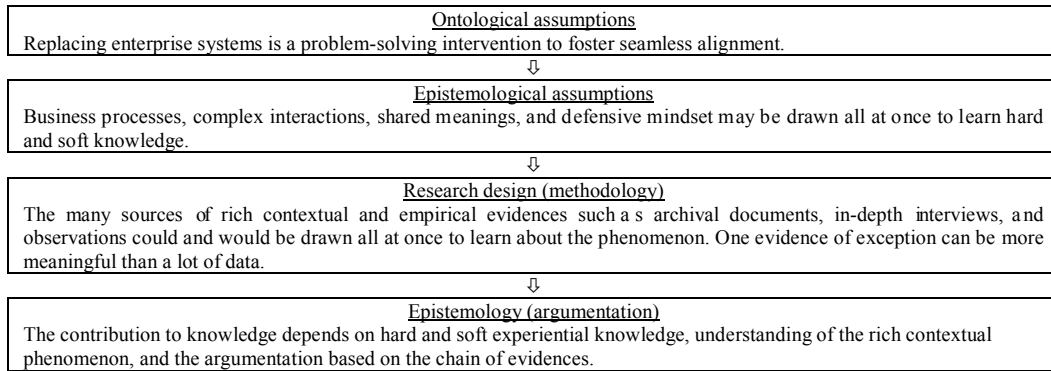 Ontological assumptions
Replacing enterprise systems is a problem-solving intervention to foster seamless alignment.
⇩
Epistemological assumptions
Business processes, complex interactions, shared meanings, and defensive mindset may be drawn all at once to learn hard
and soft knowledge.
⇩
Research design (methodology)
The many sources of rich contextual and empirical evidences such a s archival documents, in-depth interviews, and
observations could and would be drawn all at once to learn about the phenomenon. One evidence of exception can be more
meaningful than a lot of data.
⇩
Epistemology (argumentation)
The contribution to knowledge depends on hard and soft experiential knowledge, understanding of the rich contextual
phenomenon, and the argumentation based on the chain of evidences.